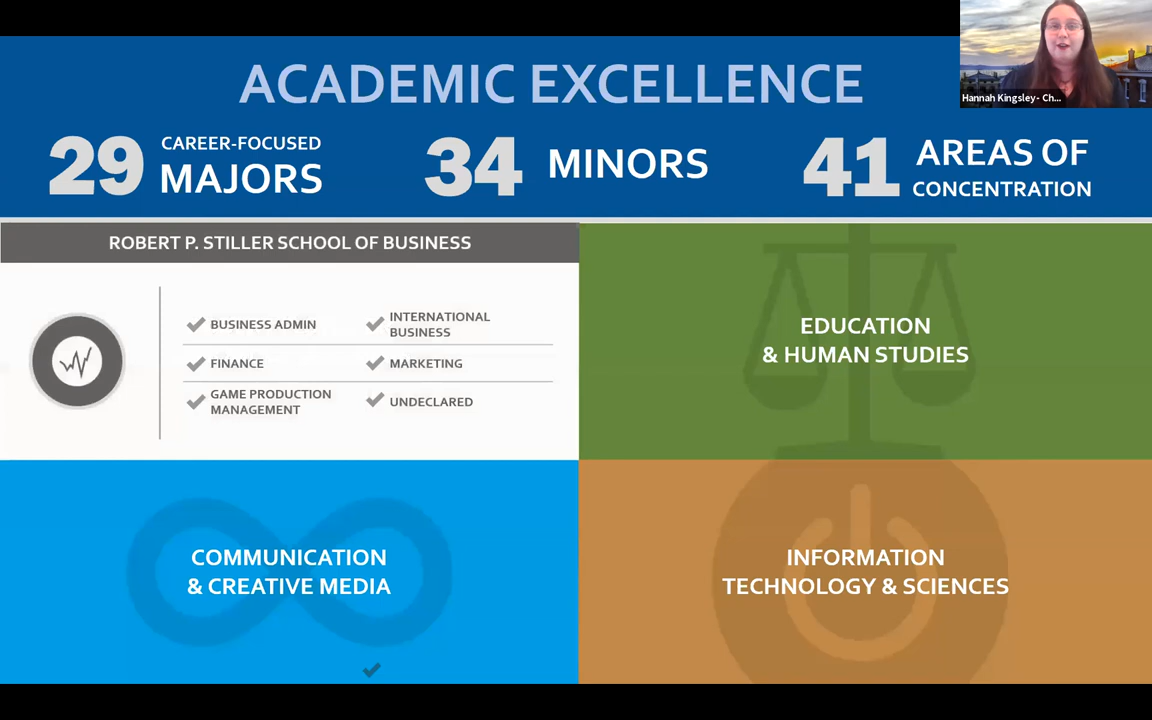 ACADEMIC EXCELLENCE
29 CAREER-FOCUSED MAJORS
34 MINORS
41 AREAS OF CONCENTRATION
Hannah Kingsley - Ch...
ROBERT P. STILLER SCHOOL OF BUSINESS
BUSINESS ADMIN
INTERNATIONAL
BUSINESS
FINANCE
MARKETING
GAME PRODUCTION
MANAGEMENT
UNDECLARED
EDUCATION
& HUMAN STUDIES
COMMUNICATION
& CREATIVE MEDIA
INFORMATION
TECHNOLOGY & SCIENCES